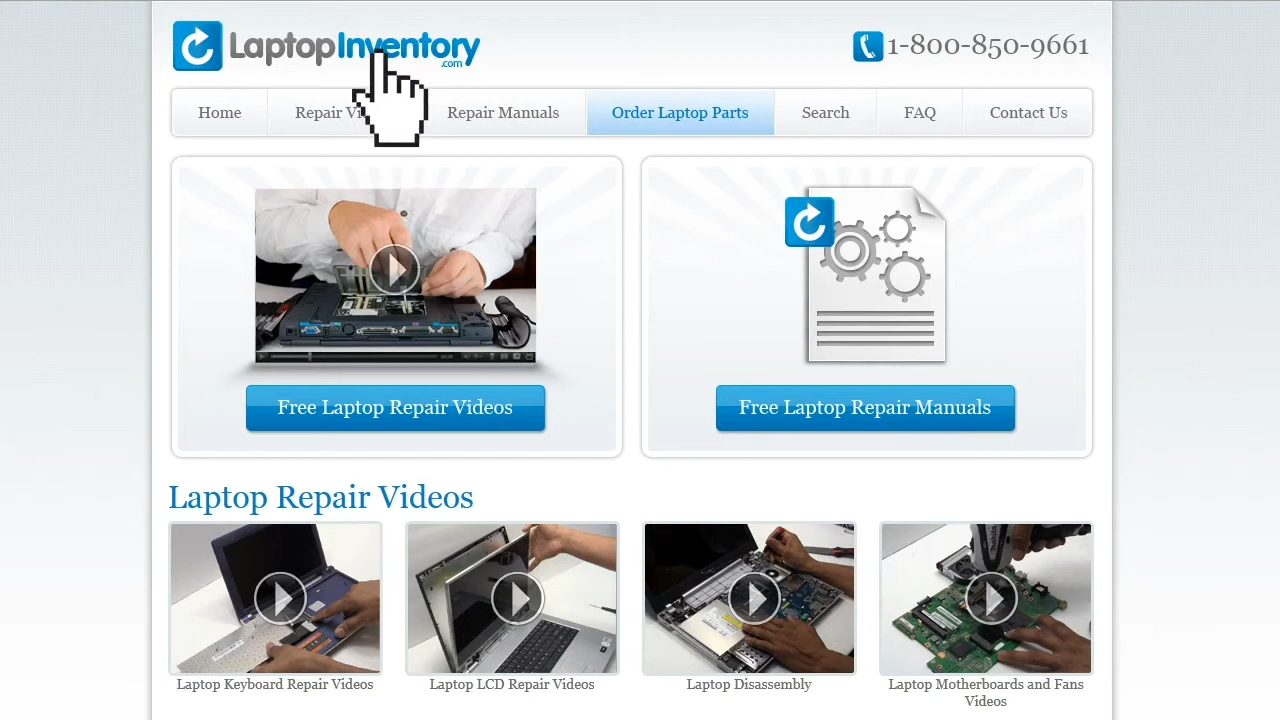 LaptopInventory
.com
1-800-850-9661
Home
Repair Vi
Repair Manuals
Order Laptop Parts
Search
FAQ
Contact Us
Free Laptop Repair Videos
Free Laptop Repair Manuals
Laptop Repair Videos
Laptop Keyboard Repair Videos
Laptop LCD Repair Videos
Laptop Disassembly
Laptop Motherboards and Fans
Videos